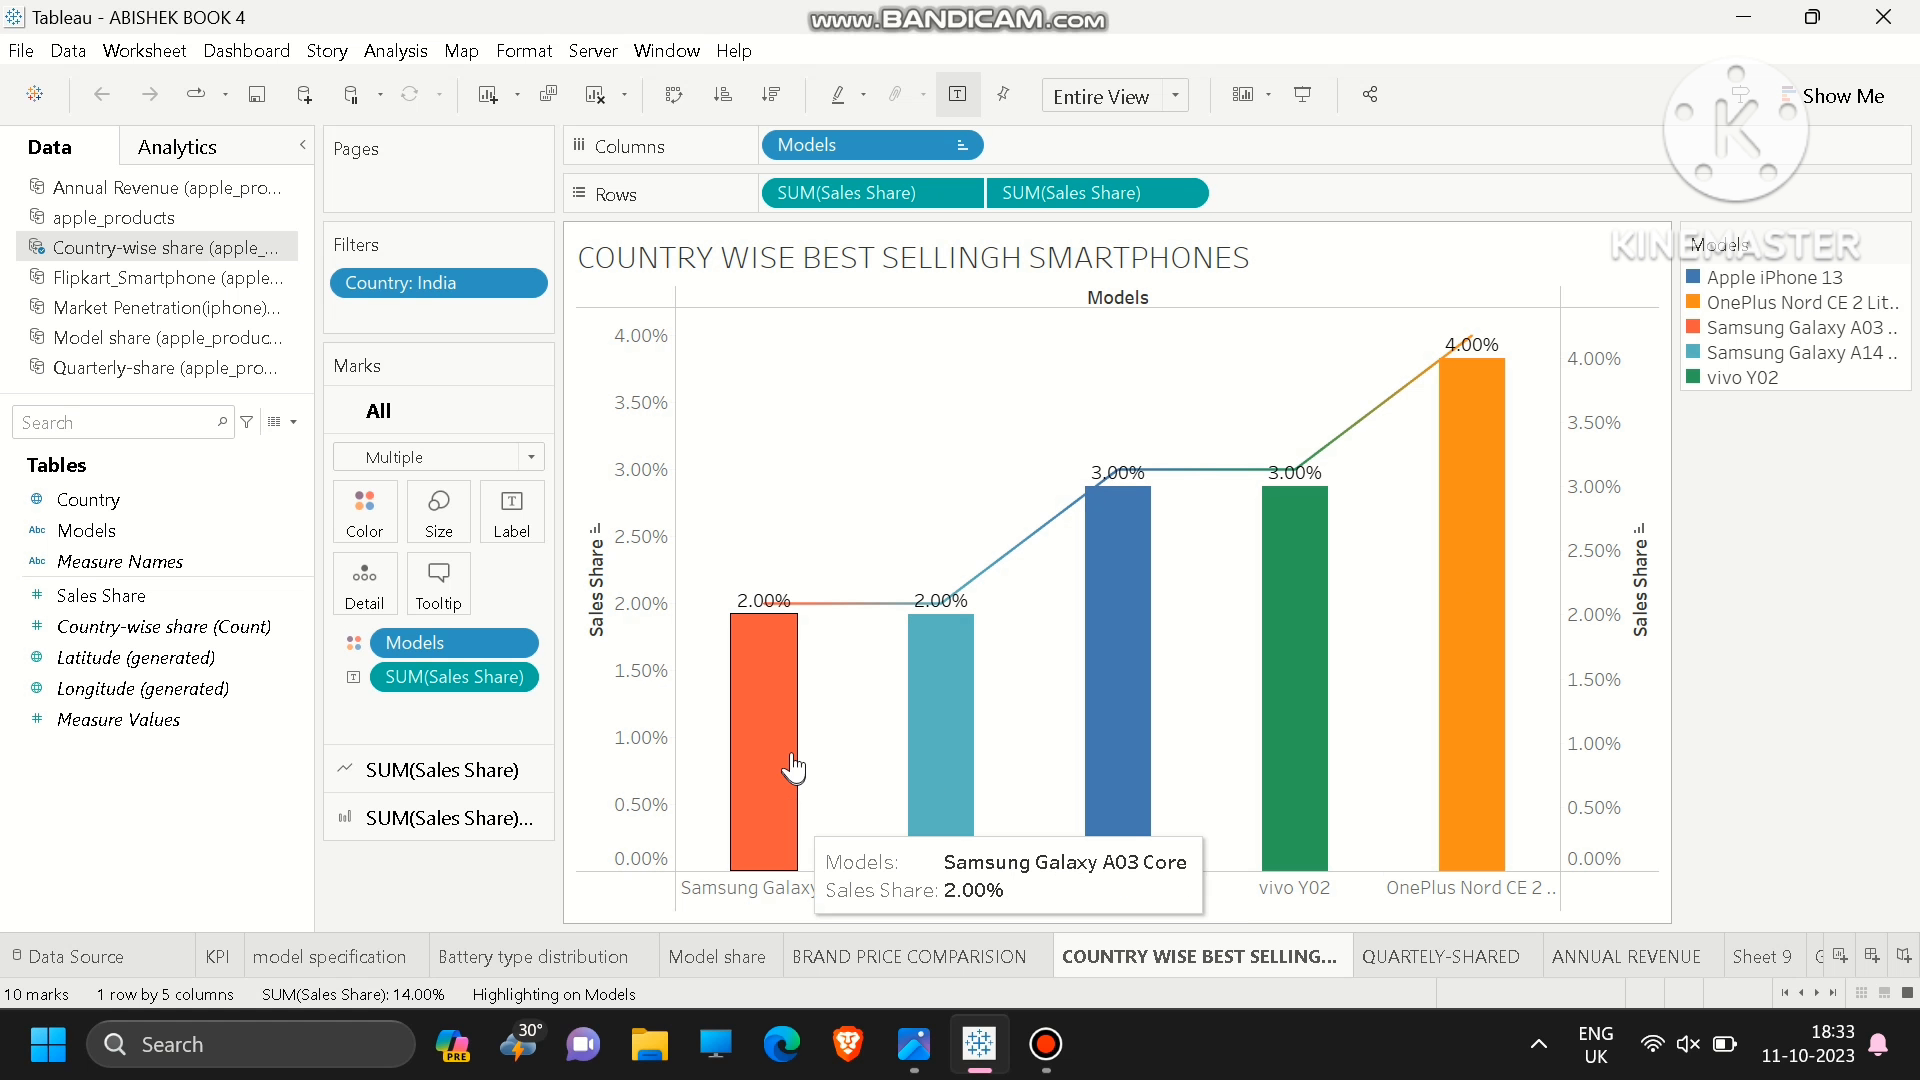 Tableau - ABISHEK BOOK 4
www.BANDICAM.com
File Data Worksheet Dashboard Story Analysis Map Format Server Window Help
Entire View
Show Me
Data
Analytics
Pages
Columns
Models
Rows
SUM(Sales Share)
SUM(Sales Share)
Annual Revenue (apple_pro...
apple_products
Country-wise share (apple_...
Flipkart_Smartphone (apple...
Market Penetration(iphone)...
Model share (apple_produc...
Quarterly-share (apple_pro...
Search
Tables
Country
Abc Models
Abc Measure Names
# Sales Share
# Country-wise share (Count)
Latitude (generated)
Longitude (generated)
# Measure Values
Filters
Country: India
Marks
All
Multiple
Color
Size
Label
Detail
Tooltip
Models
SUM(Sales Share)
SUM(Sales Share)
SUM(Sales Share)...
COUNTRY WISE BEST SELLINGH SMARTPHONES
Models
4.00%
3.50%
3.00%
2.50%
2.00%
1.50%
1.00%
0.50%
0.00%
Sales Share
2.00%
2.00%
3.00%
3.00%
4.00%
4.00%
3.50%
3.00%
2.50%
2.00%
1.50%
1.00%
0.50%
0.00%
Sales Share
Samsung Galaxy
vivo Y02
OnePlus Nord CE 2 ..
Models: Samsung Galaxy A03 Core
Sales Share: 2.00%
K
KINEMASTER
Models
Apple iPhone 13
OnePlus Nord CE 2 Lit..
Samsung Galaxy A03 ..
Samsung Galaxy A14 ..
vivo Y02
Data Source
KPI
model specification
Battery type distribution
Model share
BRAND PRICE COMPARISION
COUNTRY WISE BEST SELLING...
QUARTELY-SHARED
ANNUAL REVENUE
Sheet 9
10 marks
1 row by 5 columns
SUM(Sales Share): 14.00%
Highlighting on Models
Search
PRE
30°
ENG
UK
18:33
11-10-2023